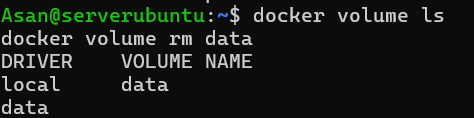 Asan@serverubuntu:~$ docker volume ls
docker volume rm data
DRIVER    VOLUME NAME
local     data
data